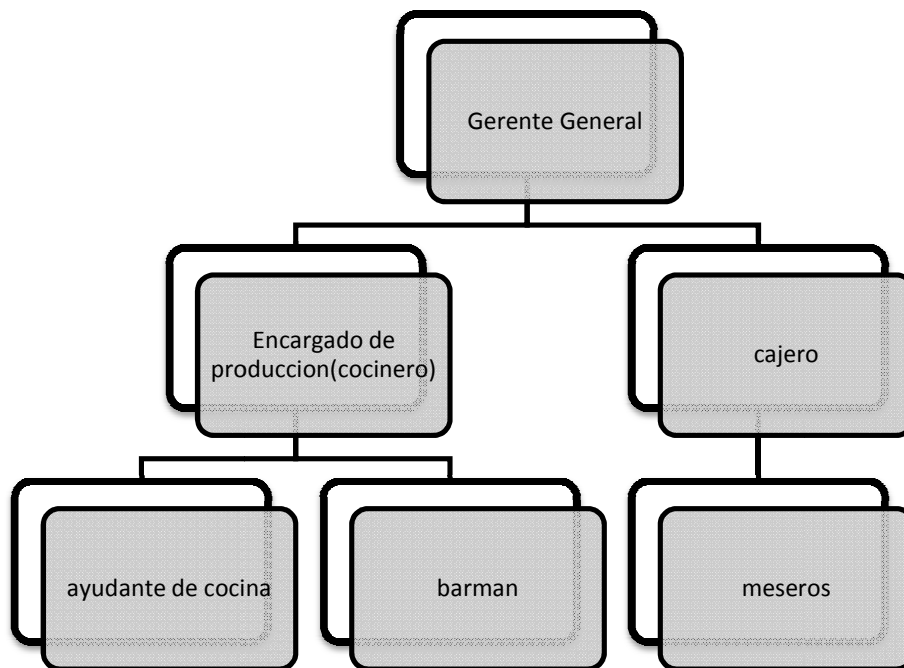 Gerente General
Encargado de
produccion(cocinero)
cajero
ayudante de cocina
barman
meseros